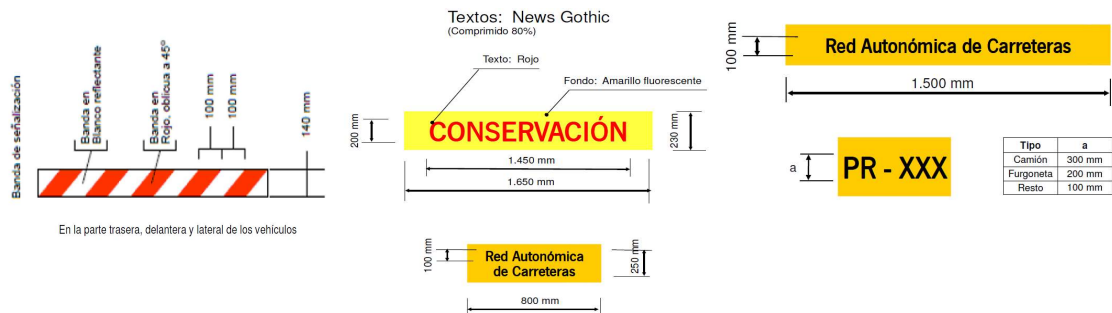 Banda de señalización
Banda en
Blanco reflectante
Banda en
Rojo, oblicua a 45º
100 mm
100 mm
140 mm
En la parte trasera, delantera y lateral de los vehículos
Textos: News Gothic
(Comprimido 80%)
Texto: Rojo
Fondo: Amarillo fluorescente
200 mm
CONSERVACIÓN
230 mm
1.450 mm
1.650 mm
100 mm
Red Autonómica
de Carreteras
250 mm
800 mm
100 mm
Red Autonómica de Carreteras
1.500 mm
a
PR - XXX
Tipo a
Camión 300 mm
Furgoneta 200 mm
Resto 100 mm